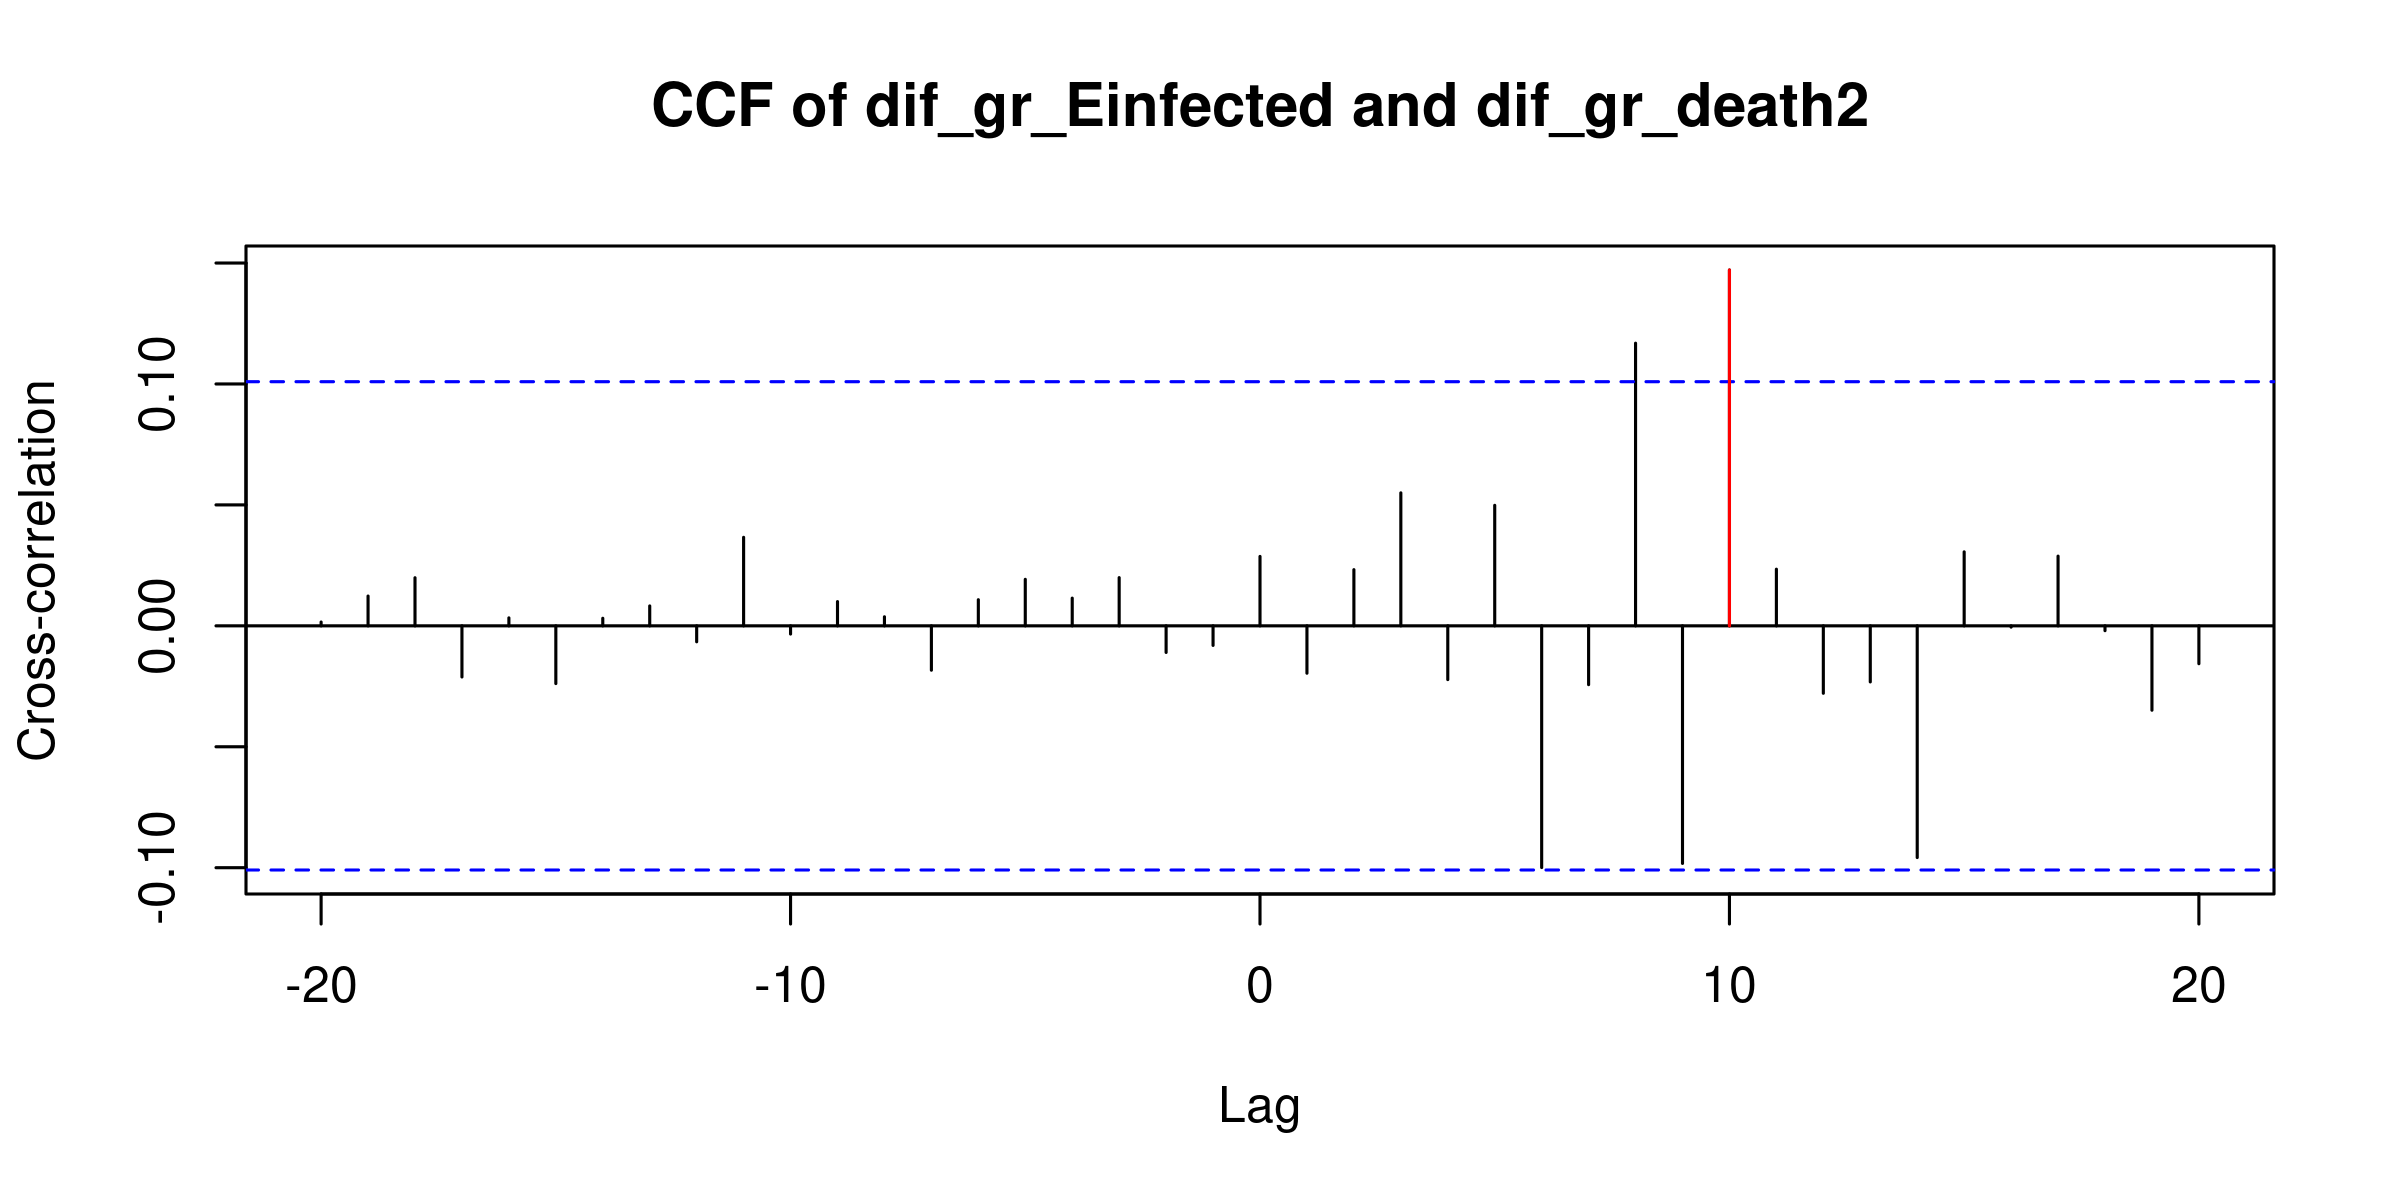 CCF of dif_gr_Einfected and dif_gr_death2
Cross-correlation
0.10
0.00
-0.10
-20 -10 0 10 20
Lag